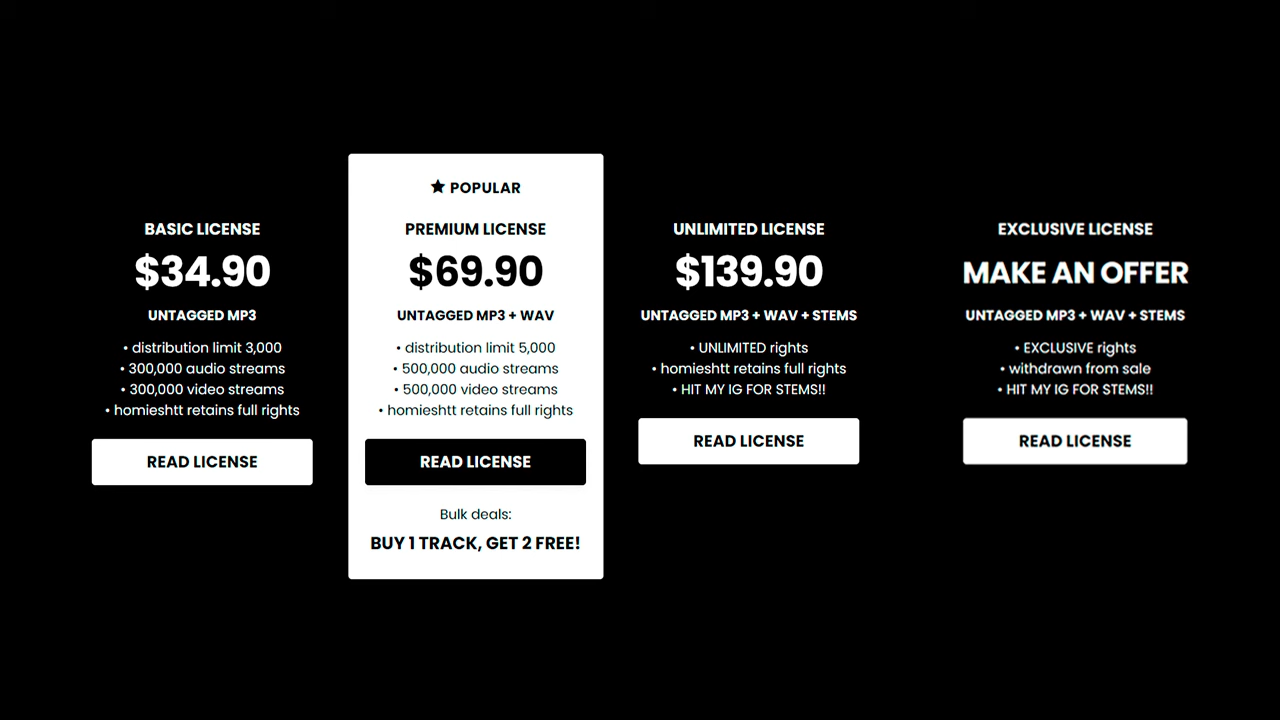 BASIC LICENSE
$34.90
UNTAGGED MP3
• distribution limit 3,000
• 300,000 audio streams
• 300,000 video streams
• homieshtt retains full rights
READ LICENSE
★ POPULAR
PREMIUM LICENSE
$69.90
UNTAGGED MP3 + WAV
• distribution limit 5,000
• 500,000 audio streams
• 500,000 video streams
• homieshtt retains full rights
READ LICENSE
Bulk deals:
BUY 1 TRACK, GET 2 FREE!
UNLIMITED LICENSE
$139.90
UNTAGGED MP3 + WAV + STEMS
• UNLIMITED rights
• homieshtt retains full rights
• HIT MY IG FOR STEMS!!
READ LICENSE
EXCLUSIVE LICENSE
MAKE AN OFFER
UNTAGGED MP3 + WAV + STEMS
• EXCLUSIVE rights
• withdrawn from sale
• HIT MY IG FOR STEMS!!
READ LICENSE